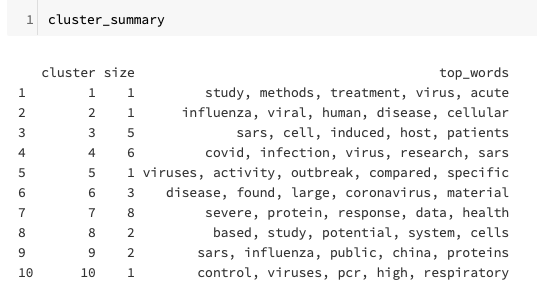 1 cluster_summary
cluster size top_words
1 1 1 study, methods, treatment, virus, acute
2 2 1 influenza, viral, human, disease, cellular
3 3 5 sars, cell, induced, host, patients
4 4 6 covid, infection, virus, research, sars
5 5 1 viruses, activity, outbreak, compared, specific
6 6 3 disease, found, large, coronavirus, material
7 7 8 severe, protein, response, data, health
8 8 2 based, study, potential, system, cells
9 9 2 sars, influenza, public, china, proteins
10 10 1 control, viruses, pcr, high, respiratory